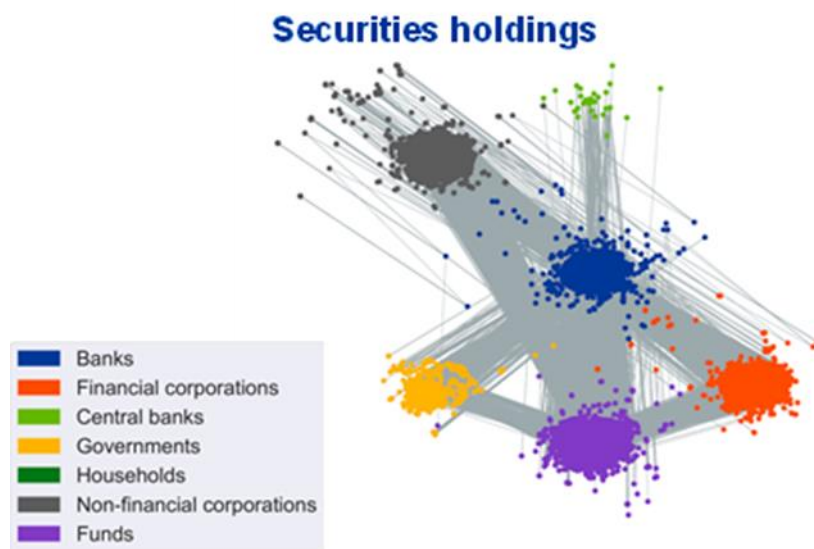 Securities holdings
Banks
Financial corporations
Central banks
Governments
Households
Non-financial corporations
Funds